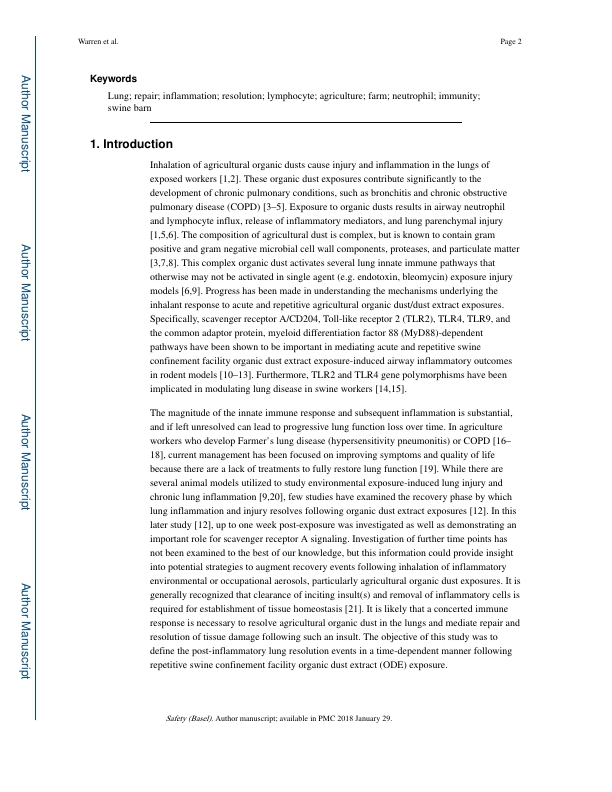 Warren et al.
Page 2
Keywords
Lung; repair; inflammation; resolution; lymphocyte; agriculture; farm; neutrophil; immunity;
swine barn
1. Introduction
Inhalation of agricultural organic dusts cause injury and inflammation in the lungs of
exposed workers [1,2]. These organic dust exposures contribute significantly to the
development of chronic pulmonary conditions, such as bronchitis and chronic obstructive
pulmonary disease (COPD) [3–5]. Exposure to organic dusts results in airway neutrophil
and lymphocyte influx, release of inflammatory mediators, and lung parenchymal injury
[1,5,6]. The composition of agricultural dust is complex, but is known to contain gram
positive and gram negative microbial cell wall components, proteases, and particulate matter
[3,7,8]. This complex organic dust activates several lung innate immune pathways that
otherwise may not be activated in single agent (e.g. endotoxin, bleomycin) exposure injury
models [6,9]. Progress has been made in understanding the mechanisms underlying the
inhalant response to acute and repetitive agricultural organic dust/dust extract exposures.
Specifically, scavenger receptor A/CD204, Toll-like receptor 2 (TLR2), TLR4, TLR9, and
the common adaptor protein, myeloid differentiation factor 88 (MyD88)-dependent
pathways have been shown to be important in mediating acute and repetitive swine
confinement facility organic dust extract exposure-induced airway inflammatory outcomes
in rodent models [10–13]. Furthermore, TLR2 and TLR4 gene polymorphisms have been
implicated in modulating lung disease in swine workers [14,15].
The magnitude of the innate immune response and subsequent inflammation is substantial,
and if left unresolved can lead to progressive lung function loss over time. In agriculture
workers who develop Farmer's lung disease (hypersensitivity pneumonitis) or COPD [16–
18], current management has been focused on improving symptoms and quality of life
because there are a lack of treatments to fully restore lung function [19]. While there are
several animal models utilized to study environmental exposure-induced lung injury and
chronic lung inflammation [9,20], few studies have examined the recovery phase by which
lung inflammation and injury resolves following organic dust extract exposures [12]. In this
later study [12], up to one week post-exposure was investigated as well as demonstrating an
important role for scavenger receptor A signaling. Investigation of further time points has
not been examined to the best of our knowledge, but this information could provide insight
into potential strategies to augment recovery events following inhalation of inflammatory
environmental or occupational aerosols, particularly agricultural organic dust exposures. It is
generally recognized that clearance of inciting insult(s) and removal of inflammatory cells is
required for establishment of tissue homeostasis [21]. It is likely that a concerted immune
response is necessary to resolve agricultural organic dust in the lungs and mediate repair and
resolution of tissue damage following such an insult. The objective of this study was to
define the post-inflammatory lung resolution events in a time-dependent manner following
repetitive swine confinement facility organic dust extract (ODE) exposure.
Safety (Basel). Author manuscript; available in PMC 2018 January 29.
Author Manuscript
Author Manuscript
Author Manuscript
Author Manuscript